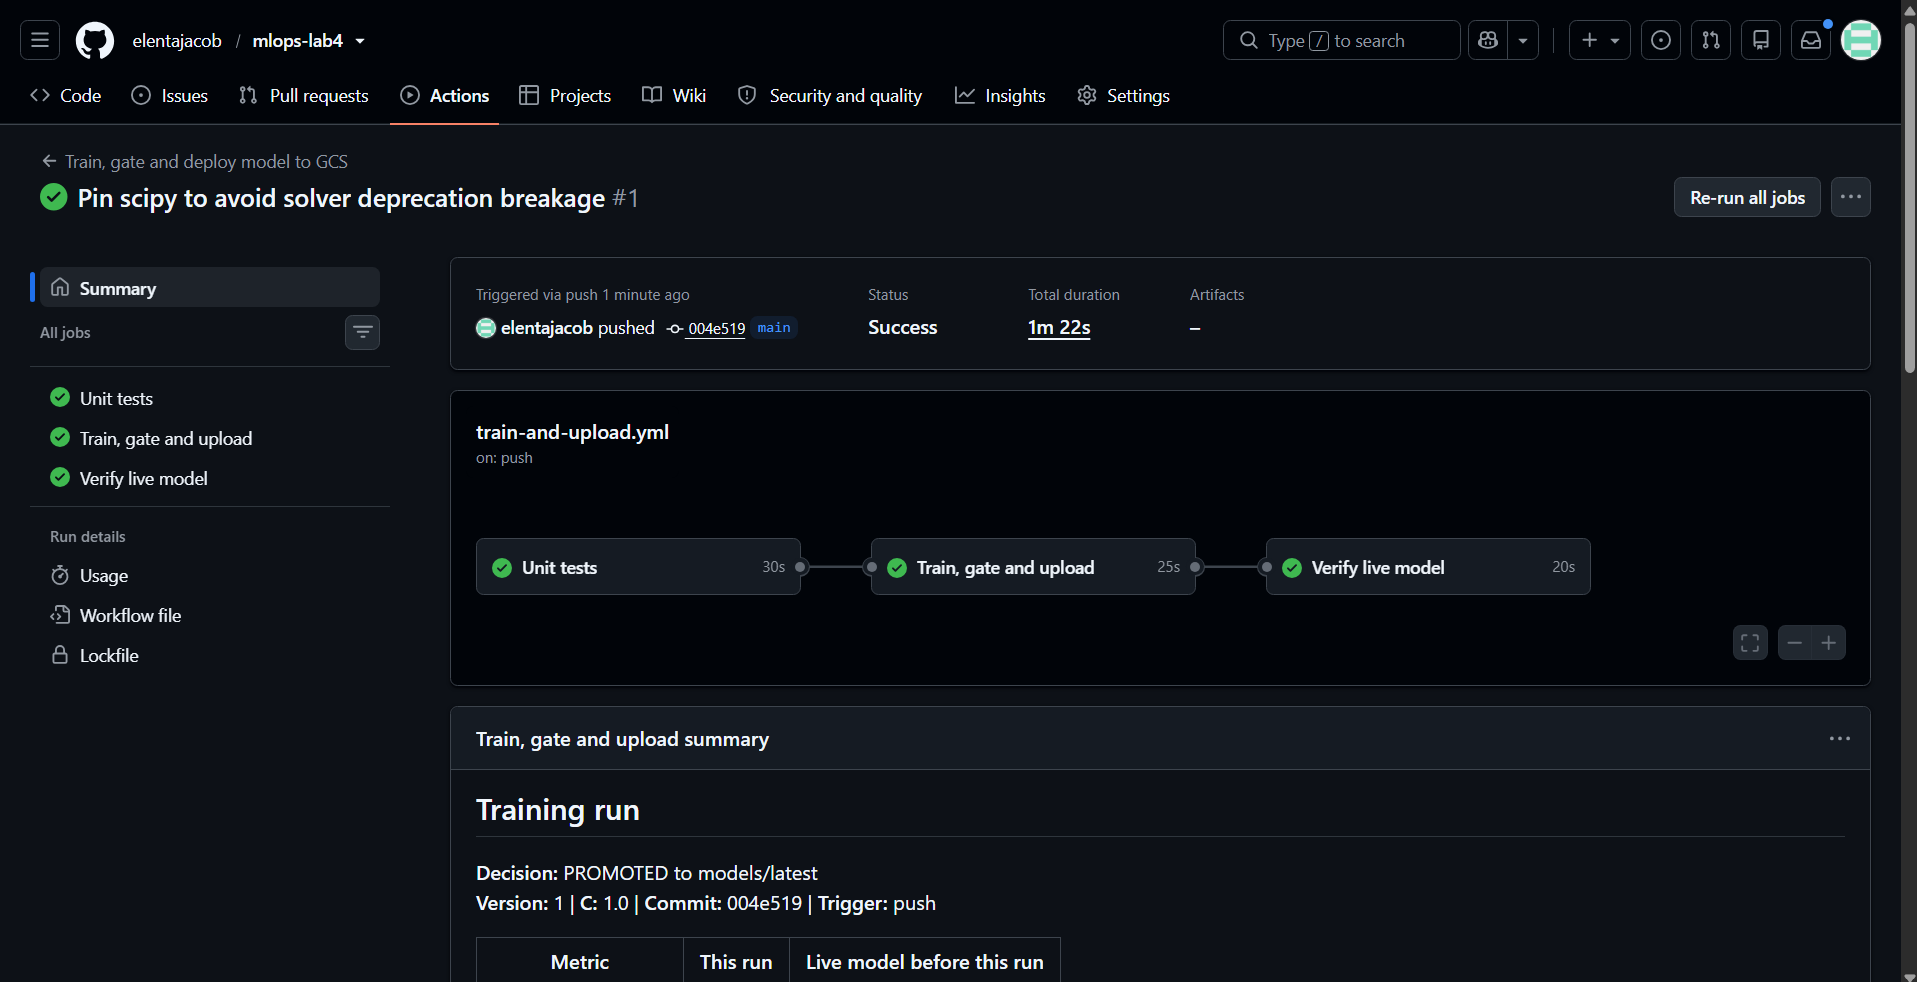 elentajacob / mlops-lab4
Type / to search
Code
Issues
Pull requests
Actions
Projects
Wiki
Security and quality
Insights
Settings
Train, gate and deploy model to GCS
Pin scipy to avoid solver deprecation breakage #1
Re-run all jobs
Summary
All jobs
Unit tests
Train, gate and upload
Verify live model
Run details
Usage
Workflow file
Lockfile
Triggered via push 1 minute ago
elentajacob pushed 004e519 main
Status
Success
Total duration
1m 22s
Artifacts
–
train-and-upload.yml
on: push
Unit tests 30s
Train, gate and upload 25s
Verify live model 20s
Train, gate and upload summary
Training run
Decision: PROMOTED to models/latest
Version: 1 | C: 1.0 | Commit: 004e519 | Trigger: push
Metric This run Live model before this run